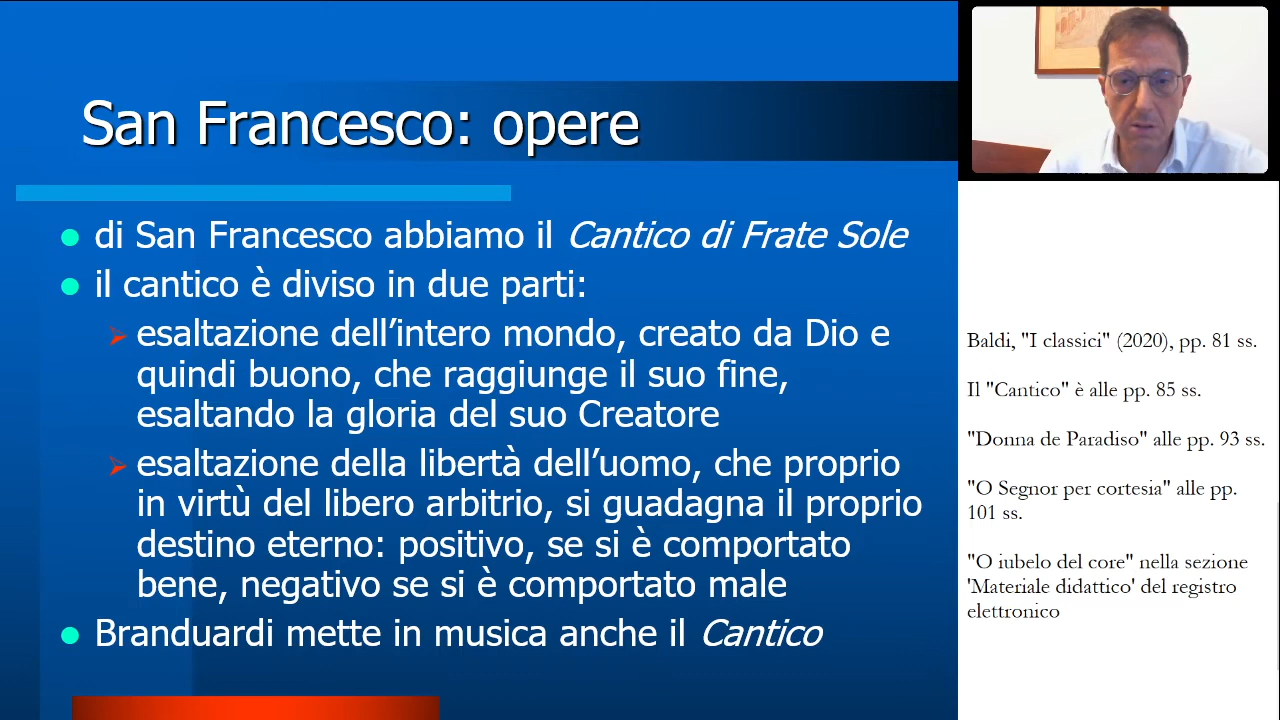 San Francesco: opere
di San Francesco abbiamo il Cantico di Frate Sole
il cantico è diviso in due parti:
esaltazione dell’intero mondo, creato da Dio e
quindi buono, che raggiunge il suo fine,
esaltando la gloria del suo Creatore
esaltazione della libertà dell’uomo, che proprio
in virtù del libero arbitrio, si guadagna il proprio
destino eterno: positivo, se si è comportato
bene, negativo se si è comportato male
Branduardi mette in musica anche il Cantico
Baldi, "I classici" (2020), pp. 81 ss.
Il "Cantico" è alle pp. 85 ss.
"Donna de Paradiso" alle pp. 93 ss.
"O Segnor per cortesia" alle pp.
101 ss.
"O iubelo del core" nella sezione
'Materiale didattico' del registro
elettronico